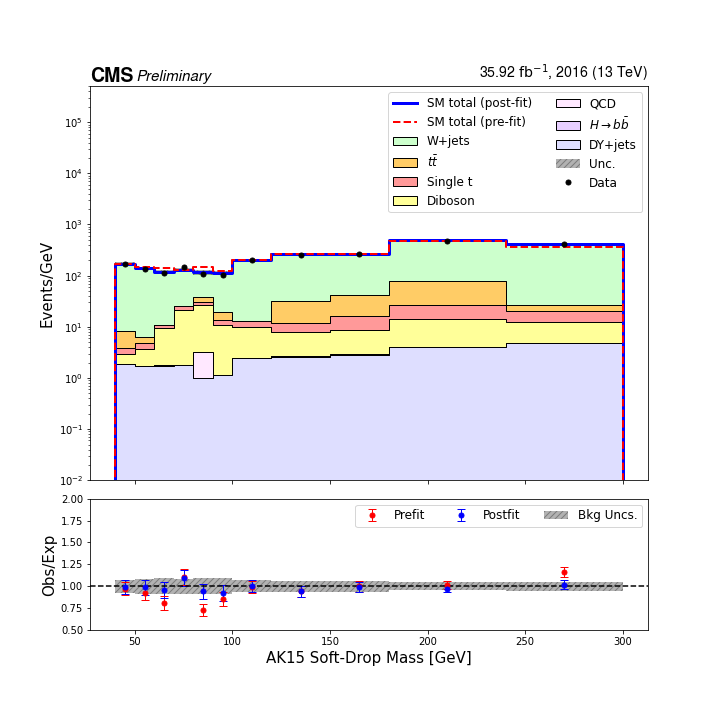 CMS Preliminary
35.92 fb⁻¹, 2016 (13 TeV)
Events/GeV
10⁵
10⁴
10³
10²
10¹
10⁰
10⁻¹
10⁻²
SM total (post-fit)
SM total (pre-fit)
W+jets
tt̄
Single t
Diboson
QCD
H→bb̄
DY+jets
Unc.
Data
Obs/Exp
2.00
1.75
1.50
1.25
1.00
0.75
0.50
Prefit
Postfit
Bkg Uncs.
50
100
150
200
250
300
AK15 Soft-Drop Mass [GeV]